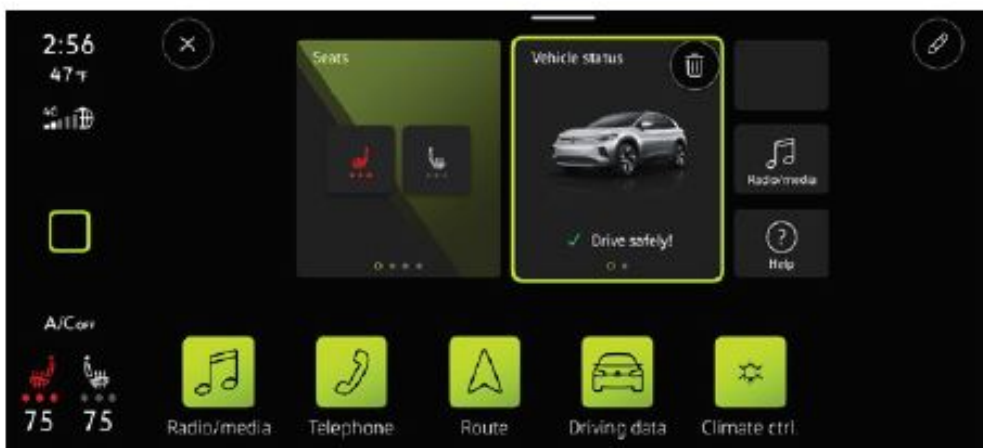 2:56
47°F
4G
Seats
Vehicle status
Radio/media
Drive safely!
Help
A/C OFF
75 75
Radio/media Telephone Route Driving data Climate ctrl.